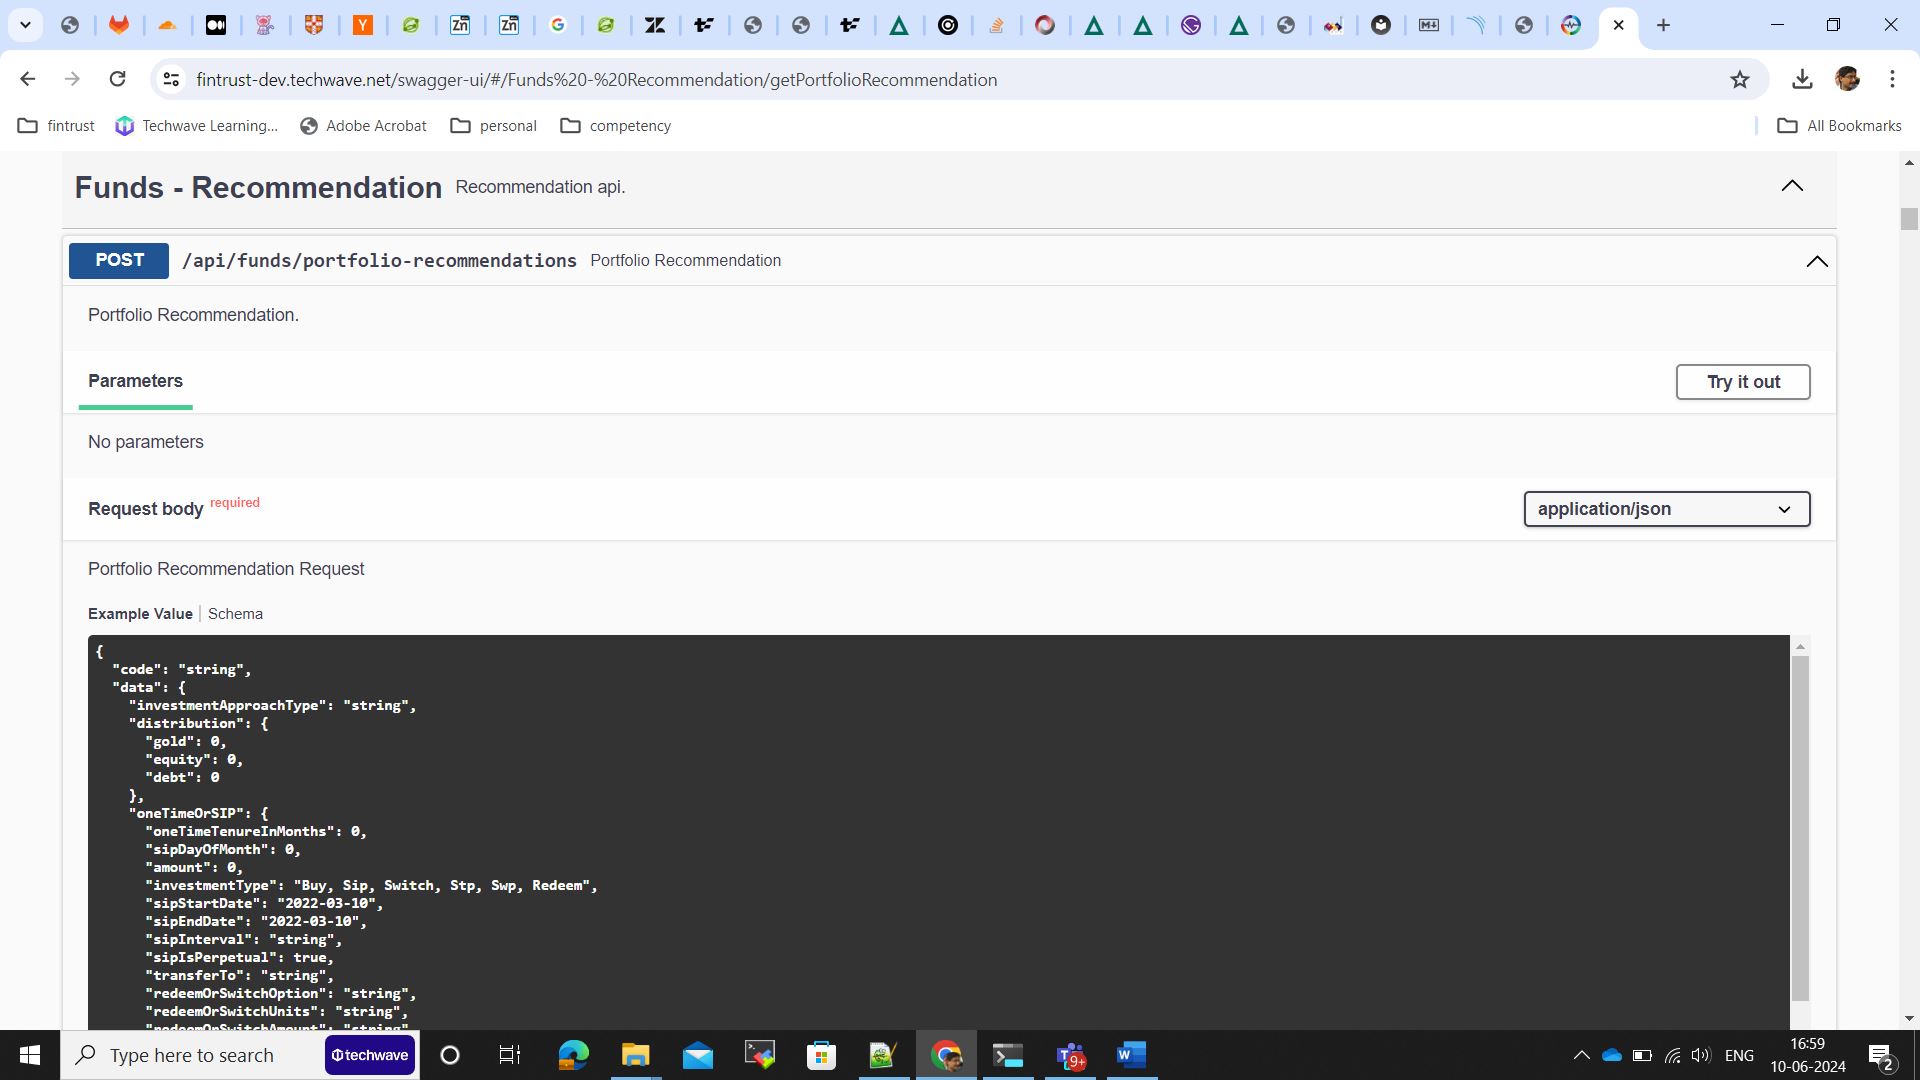 fintrust-dev.techwave.net/swagger-ui/#/Funds%20-%20Recommendation/getPortfolioRecommendation
fintrust
Techwave Learning...
Adobe Acrobat
personal
competency
All Bookmarks
Funds - Recommendation Recommendation api.
POST /api/funds/portfolio-recommendations Portfolio Recommendation
Portfolio Recommendation.
Parameters
Try it out
No parameters
Request body required
application/json
Portfolio Recommendation Request
Example Value | Schema
{
"code": "string",
"data": {
"investmentApproachType": "string",
"distribution": {
"gold": 0,
"equity": 0,
"debt": 0
},
"oneTimeOrSIP": {
"oneTimeTenureInMonths": 0,
"sipDayOfMonth": 0,
"amount": 0,
"investmentType": "Buy, Sip, Switch, Stp, Swp, Redeem",
"sipStartDate": "2022-03-10",
"sipEndDate": "2022-03-10",
"sipInterval": "string",
"sipIsPerpetual": true,
"transferTo": "string",
"redeemOrSwitchOption": "string",
"redeemOrSwitchUnits": "string",
"redeemOrSwitchAmount": "string"
Type here to search
techwave
9+
ENG
16:59
10-06-2024
2